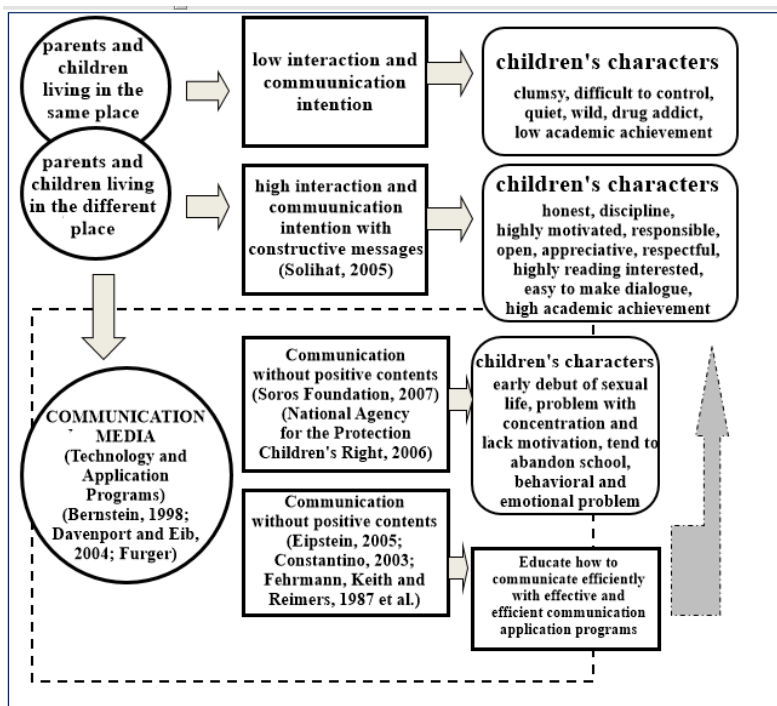 parents and
children
living in the
same place
low interaction and
commuunication
intention
children's characters
clumsy, difficult to control,
quiet, wild, drug addict,
low academic achievement
parents and
children living
in the different
place
high interaction and
commuunication
intention with
constructive messages
(Solihat, 2005)
children's characters
honest, discipline,
highly motivated, responsible,
open, appreciative, respectful,
highly reading interested,
easy to make dialogue,
high academic achievement
COMMUNICATION
MEDIA
(Technology and
Application
Programs)
(Bernstein, 1998;
Davenport and Eib,
2004; Furger)
Communication
without positive contents
(Soros Foundation, 2007)
(National Agency
for the Protection
Children's Right, 2006)
children's characters
early debut of sexual
life, problem with
concentration and
lack motivation, tend to
abandon school,
behavioral and
emotional problem
Communication
without positive contents
(Eipstein, 2005;
Constantino, 2003;
Fehrmann, Keith and
Reimers, 1987 et al.)
Educate how to
communicate efficiently
with effective and
efficient communication
application programs